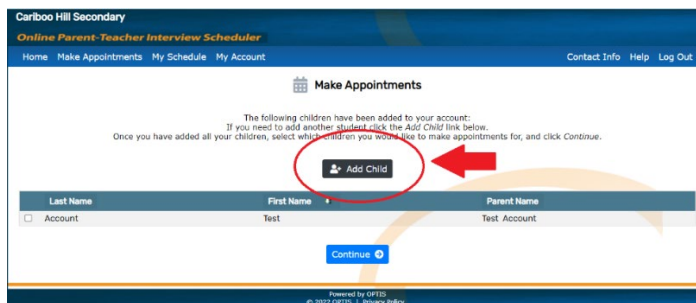 Cariboo Hill Secondary
Online Parent-Teacher Interview Scheduler
Home Make Appointments My Schedule My Account Contact Info Help Log Out
Make Appointments
The following children have been added to your account:
If you need to add another student click the Add Child link below.
Once you have added all your children, select which children you would like to make appointments for, and click Continue.
Add Child
Last Name First Name Parent Name
Account Test Test Account
Continue
Powered by OPTIS
© 2022 OPTIS | Privacy Policy